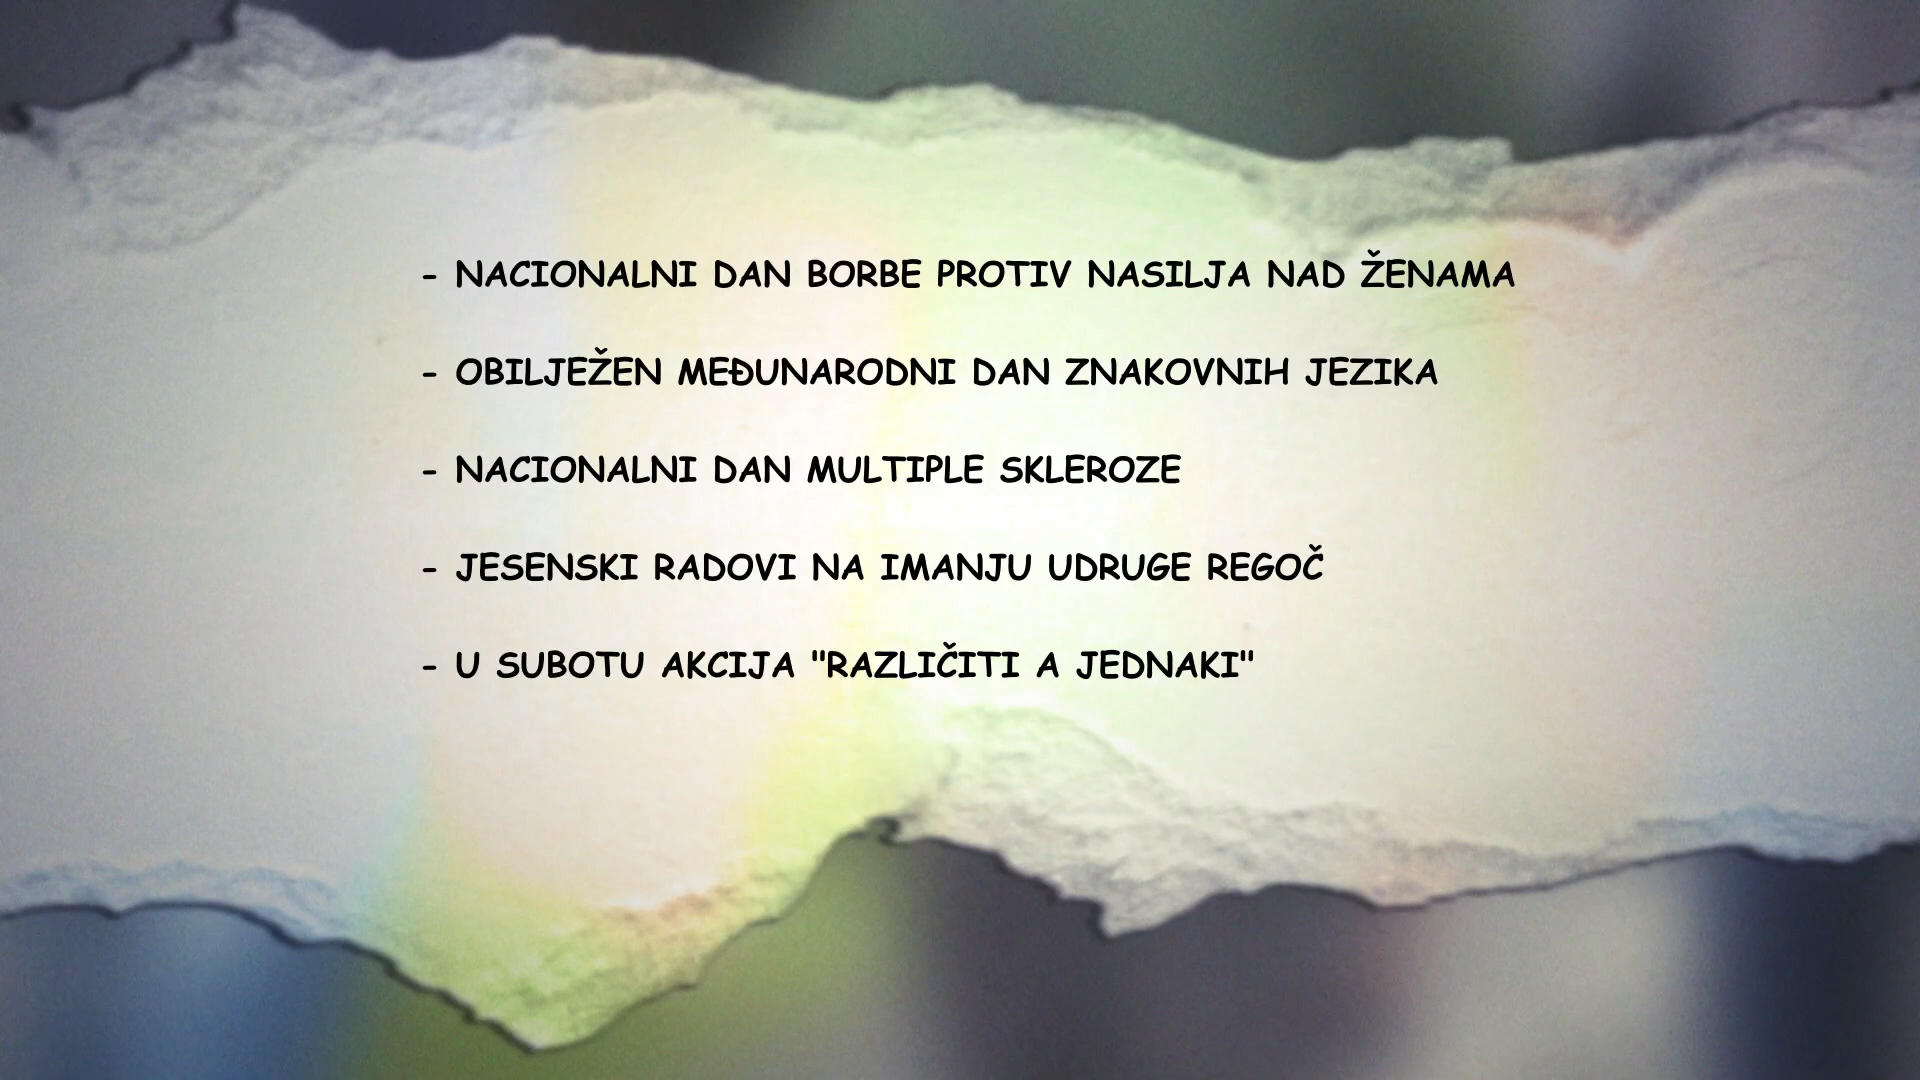 - NACIONALNI DAN BORBE PROTIV NASILJA NAD ŽENAMA
- OBILJEŽEN MEĐUNARODNI DAN ZNAKOVNIH JEZIKA
- NACIONALNI DAN MULTIPLE SKLEROZE
- JESENSKI RADOVI NA IMANJU UDRUGE REGOČ
- U SUBOTU AKCIJA "RAZLIČITI A JEDNAKI"